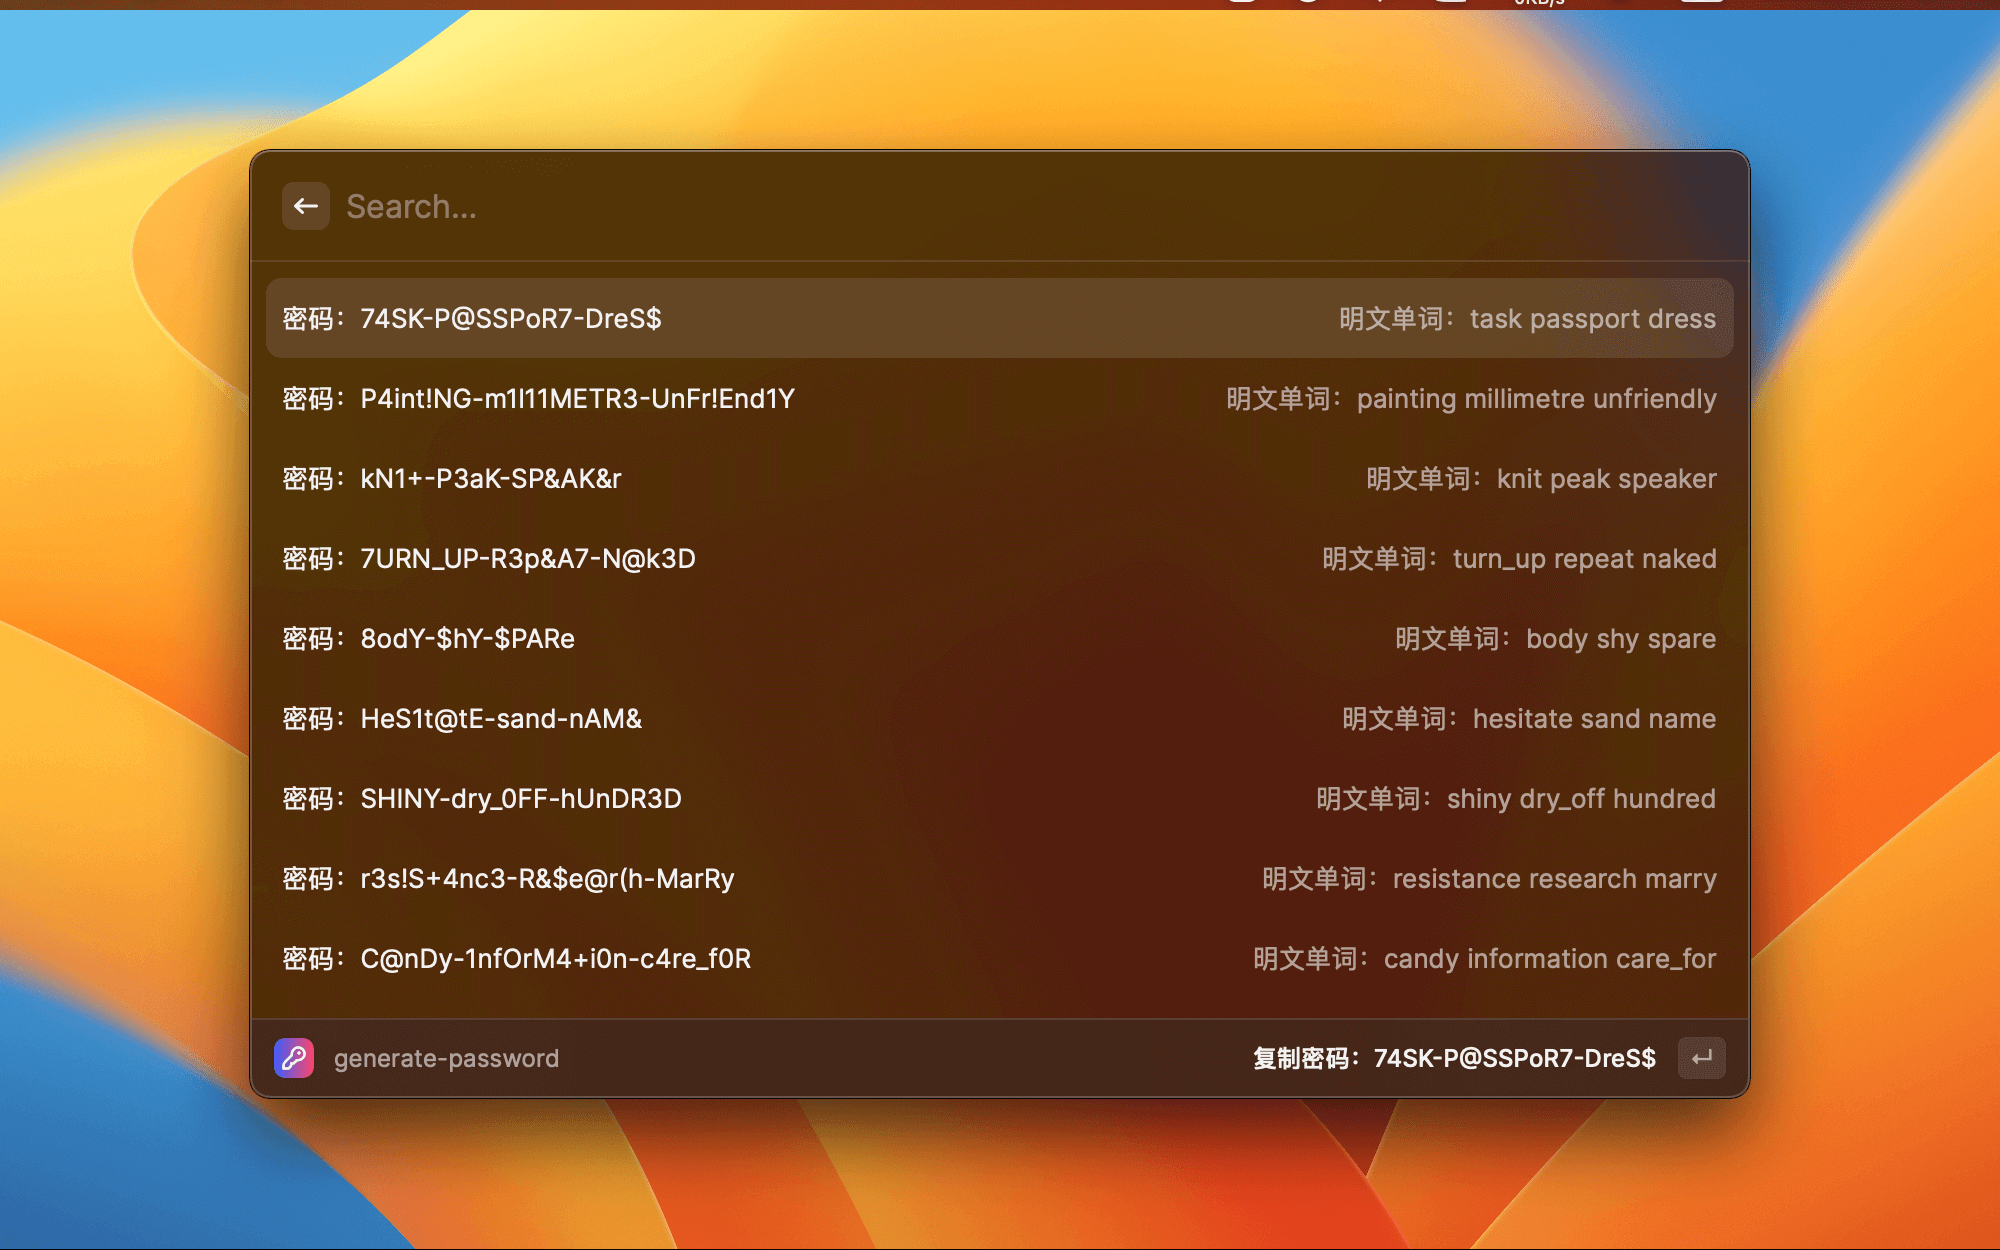 0KB/s
Search...
密码：74SK-P@SSPoR7-DreS$ 明文单词：task passport dress
密码：P4int!NG-m1l11METR3-UnFr!End1Y 明文单词：painting millimetre unfriendly
密码：kN1+-P3aK-SP&AK&r 明文单词：knit peak speaker
密码：7URN_UP-R3p&A7-N@k3D 明文单词：turn_up repeat naked
密码：8odY-$hY-$PARe 明文单词：body shy spare
密码：HeS1t@tE-sand-nAM& 明文单词：hesitate sand name
密码：SHINY-dry_0FF-hUnDR3D 明文单词：shiny dry_off hundred
密码：r3s!S+4nc3-R&$e@r(h-MarRy 明文单词：resistance research marry
密码：C@nDy-1nfOrM4+i0n-c4re_f0R 明文单词：candy information care_for
generate-password 复制密码：74SK-P@SSPoR7-DreS$